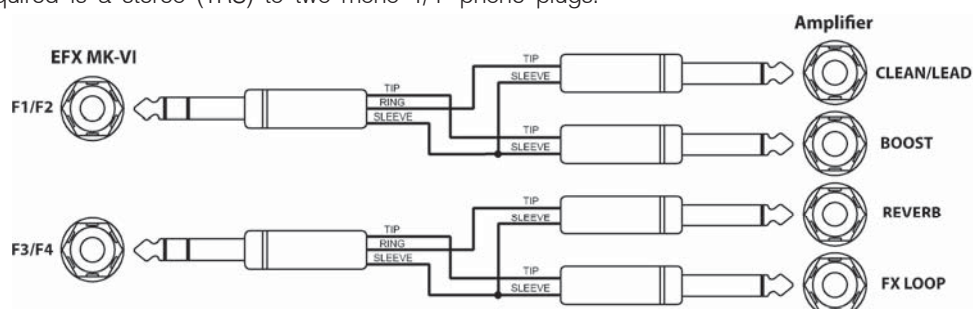 quired is a stereo (TRS) to two mono 1/4" phone plugs.
Amplifier
EFX MK-VI
TIP
SLEEVE
CLEAN/LEAD
F1/F2
TIP
RING
SLEEVE
TIP
SLEEVE
BOOST
TIP
SLEEVE
REVERB
F3/F4
TIP
RING
SLEEVE
TIP
SLEEVE
FX LOOP